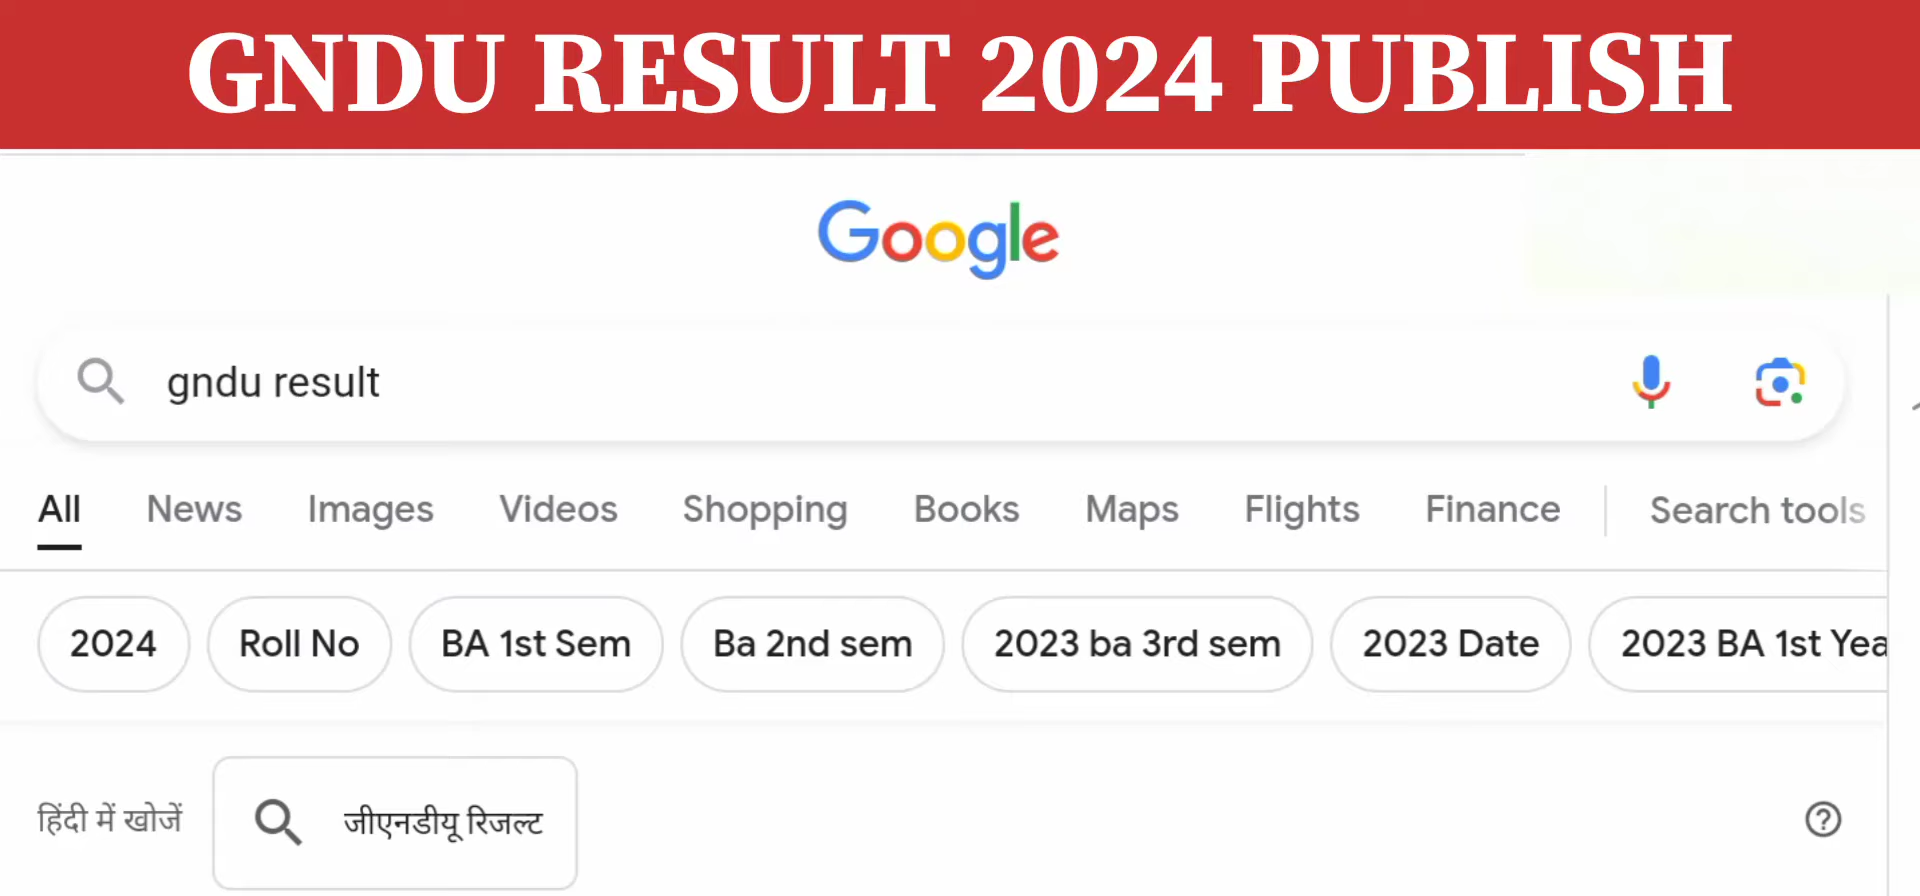 GNDU RESULT 2024 PUBLISH
Google
gndu result
All News Images Videos Shopping Books Maps Flights Finance Search tools
2024 Roll No BA 1st Sem Ba 2nd sem 2023 ba 3rd sem 2023 Date 2023 BA 1st Yea
हिंदी में खोजें जीएनडीयू रिजल्ट ?